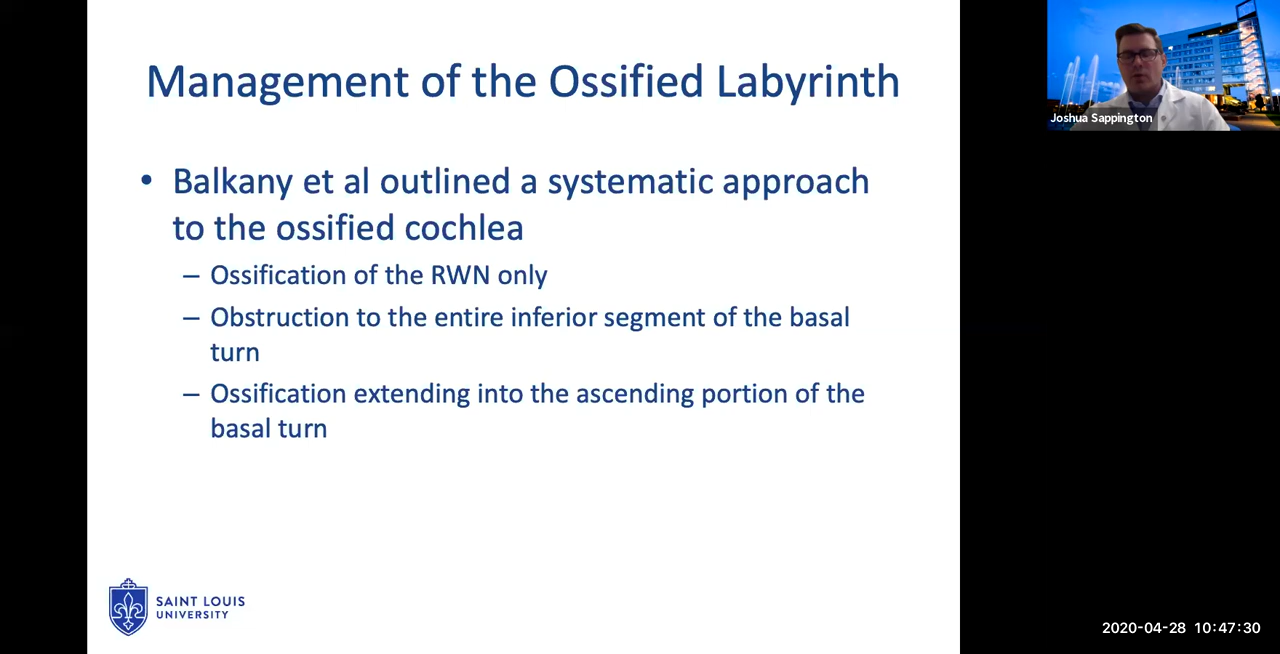 Management of the Ossified Labyrinth
• Balkany et al outlined a systematic approach
to the ossified cochlea
– Ossification of the RWN only
– Obstruction to the entire inferior segment of the basal
turn
– Ossification extending into the ascending portion of the
basal turn
SAINT LOUIS
UNIVERSITY
Joshua Sappington
2020-04-28 10:47:30